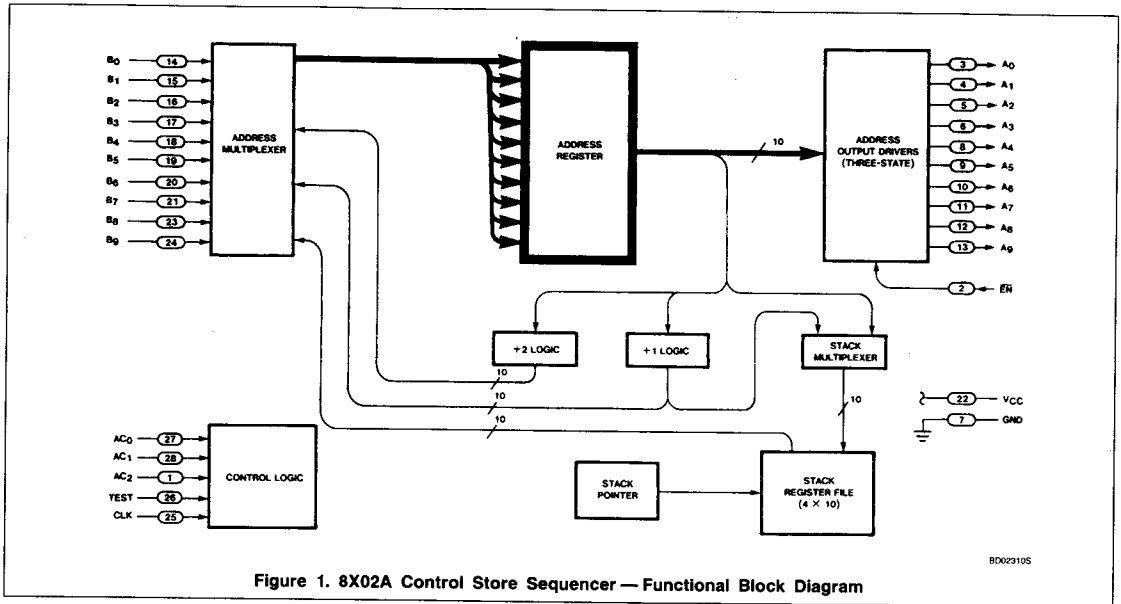 B0 14
B1 15
B2 16
B3 17
B4 18
B5 19
B6 20
B7 21
B8 23
B9 24
ADDRESS
MULTIPLEXER
ADDRESS
REGISTER
10
ADDRESS
OUTPUT DRIVERS
(THREE-STATE)
3 A0
4 A1
5 A2
6 A3
8 A4
9 A5
10 A6
11 A7
12 A8
13 A9
2 EN
+2 LOGIC
+1 LOGIC
STACK
MULTIPLEXER
10
10
10
10
22 VCC
7 GND
AC0 27
AC1 28
AC2 1
TEST 26
CLK 25
CONTROL LOGIC
STACK
POINTER
STACK
REGISTER FILE
(4 × 10)
BD02310S
Figure 1. 8X02A Control Store Sequencer — Functional Block Diagram